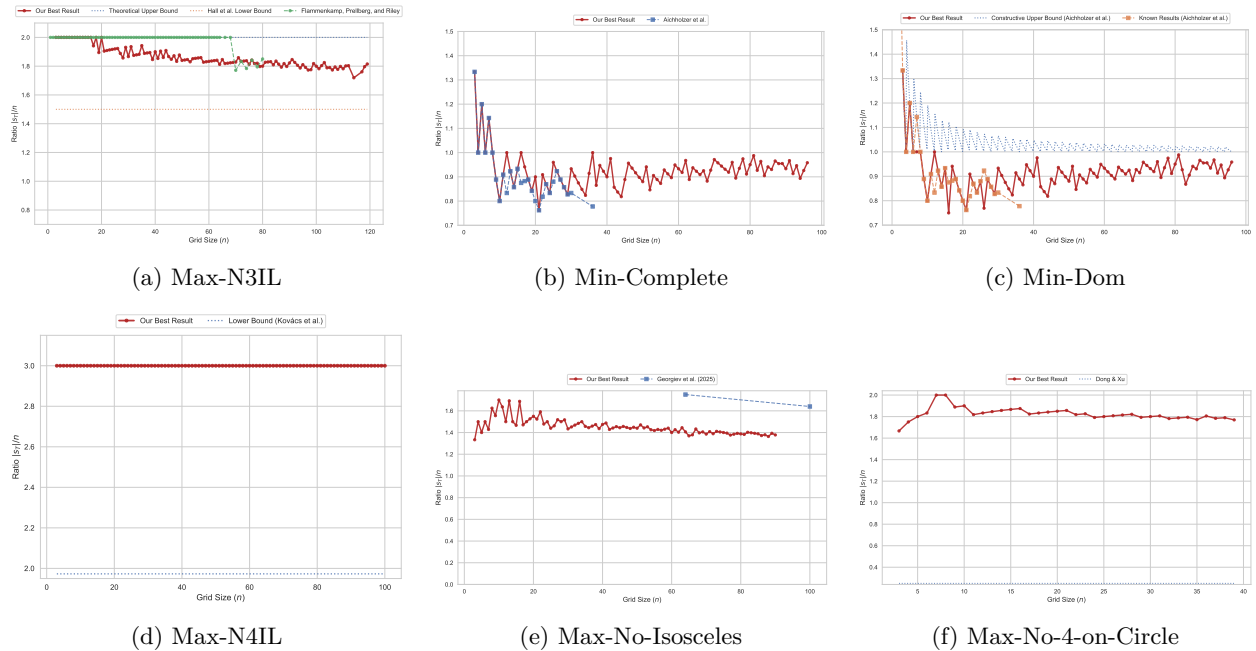 Our Best Result Theoretical Upper Bound Hall et al. Lower Bound Flammenkamp, Prellberg, and Riley
2.0
1.8
1.6
1.4
1.2
1.0
0.8
Ratio |s_T|/n
0 20 40 60 80 100 120
Grid Size (n)
(a) Max-N3IL
Our Best Result Aichholzer et al.
1.5
1.4
1.3
1.2
1.1
1.0
0.9
0.8
0.7
Ratio |s_T|/n
0 20 40 60 80 100
Grid Size (n)
(b) Min-Complete
Our Best Result Constructive Upper Bound (Aichholzer et al.) Known Results (Aichholzer et al.)
1.5
1.4
1.3
1.2
1.1
1.0
0.9
0.8
0.7
Ratio |s_T|/n
0 20 40 60 80 100
Grid Size (n)
(c) Min-Dom
Our Best Result Lower Bound (Kovács et al.)
3.0
2.8
2.6
2.4
2.2
2.0
Ratio |s_T|/n
0 20 40 60 80 100
Grid Size (n)
(d) Max-N4IL
Our Best Result Georgiev et al. (2025)
1.6
1.4
1.2
1.0
0.8
0.6
0.4
0.2
0.0
Ratio |s_T|/n
0 20 40 60 80 100
Grid Size (n)
(e) Max-No-Isosceles
Our Best Result Dong & Xu
2.0
1.8
1.6
1.4
1.2
1.0
0.8
0.6
0.4
Ratio |s_T|/n
5 10 15 20 25 30 35 40
Grid Size (n)
(f) Max-No-4-on-Circle